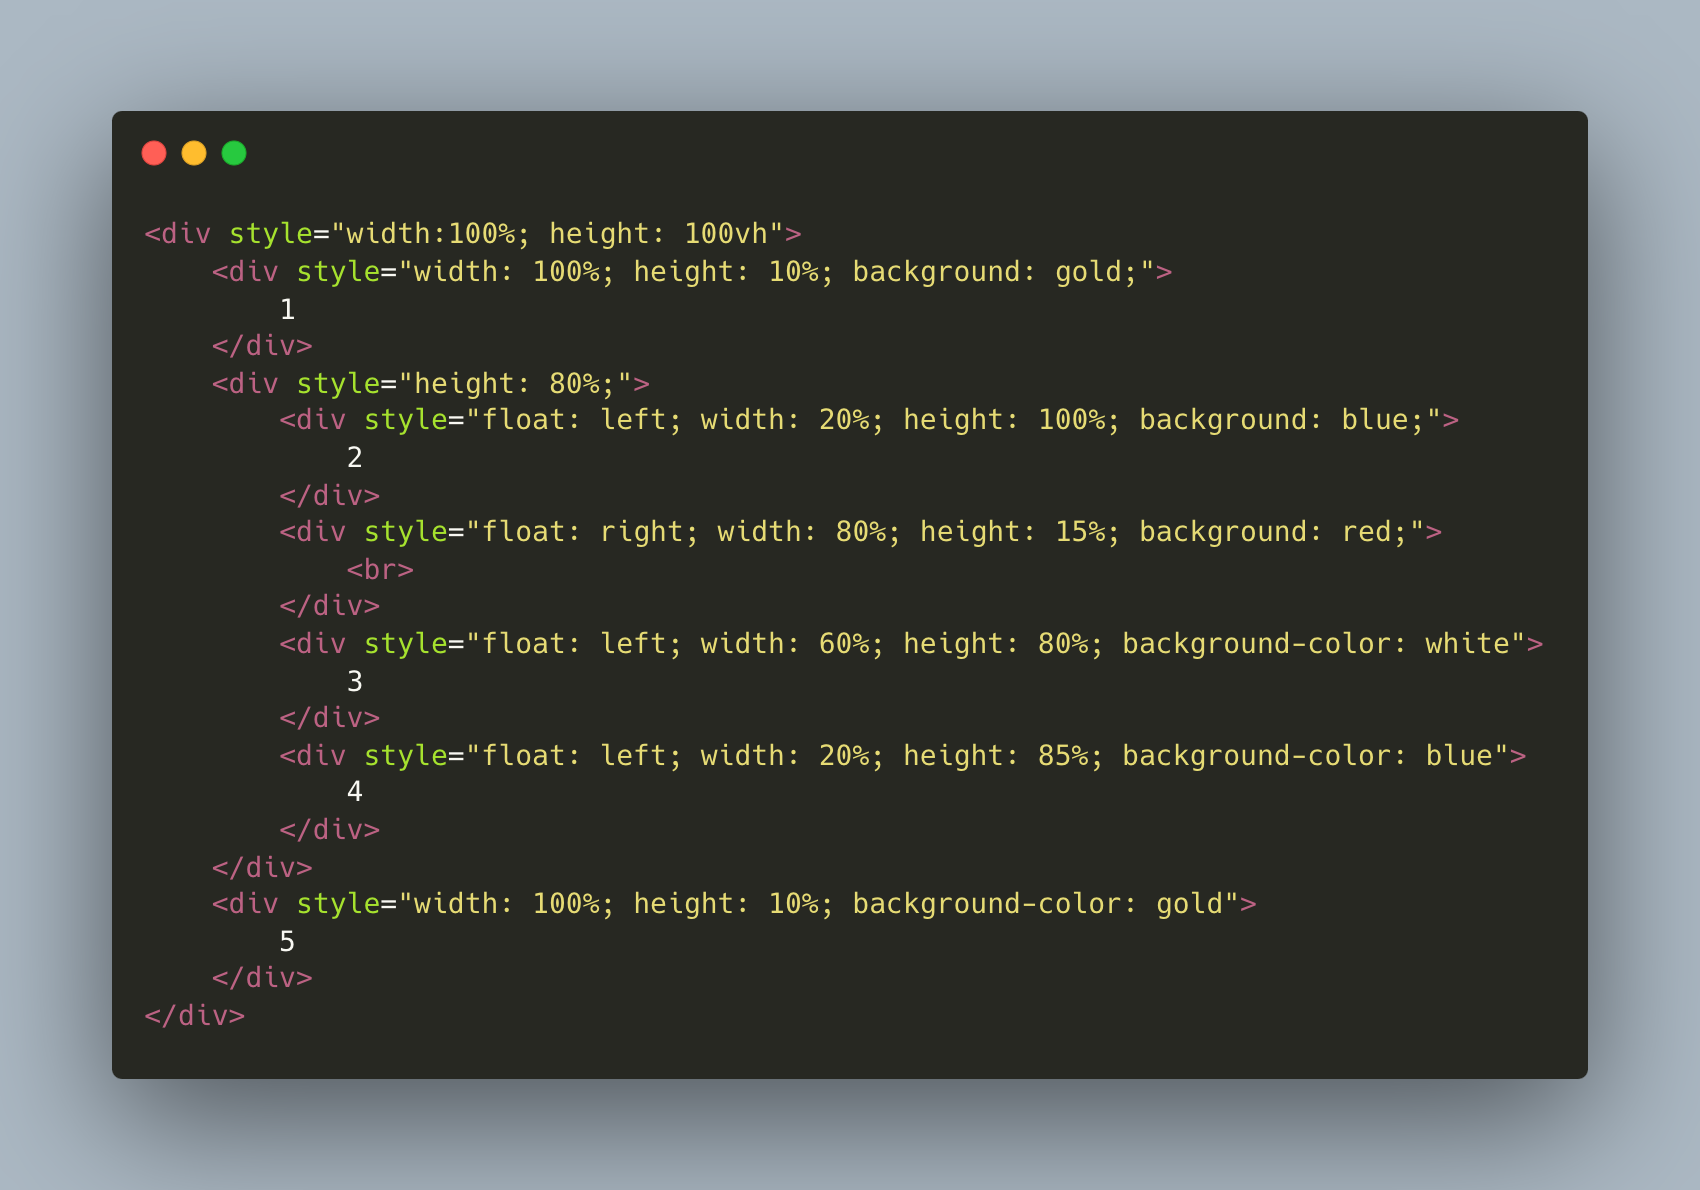 <div style="width:100%; height: 100vh">
    <div style="width: 100%; height: 10%; background: gold;">
        1
    </div>
    <div style="height: 80%;">
        <div style="float: left; width: 20%; height: 100%; background: blue;">
            2
        </div>
        <div style="float: right; width: 80%; height: 15%; background: red;">
            <br>
        </div>
        <div style="float: left; width: 60%; height: 80%; background-color: white">
            3
        </div>
        <div style="float: left; width: 20%; height: 85%; background-color: blue">
            4
        </div>
    </div>
    <div style="width: 100%; height: 10%; background-color: gold">
        5
    </div>
</div>